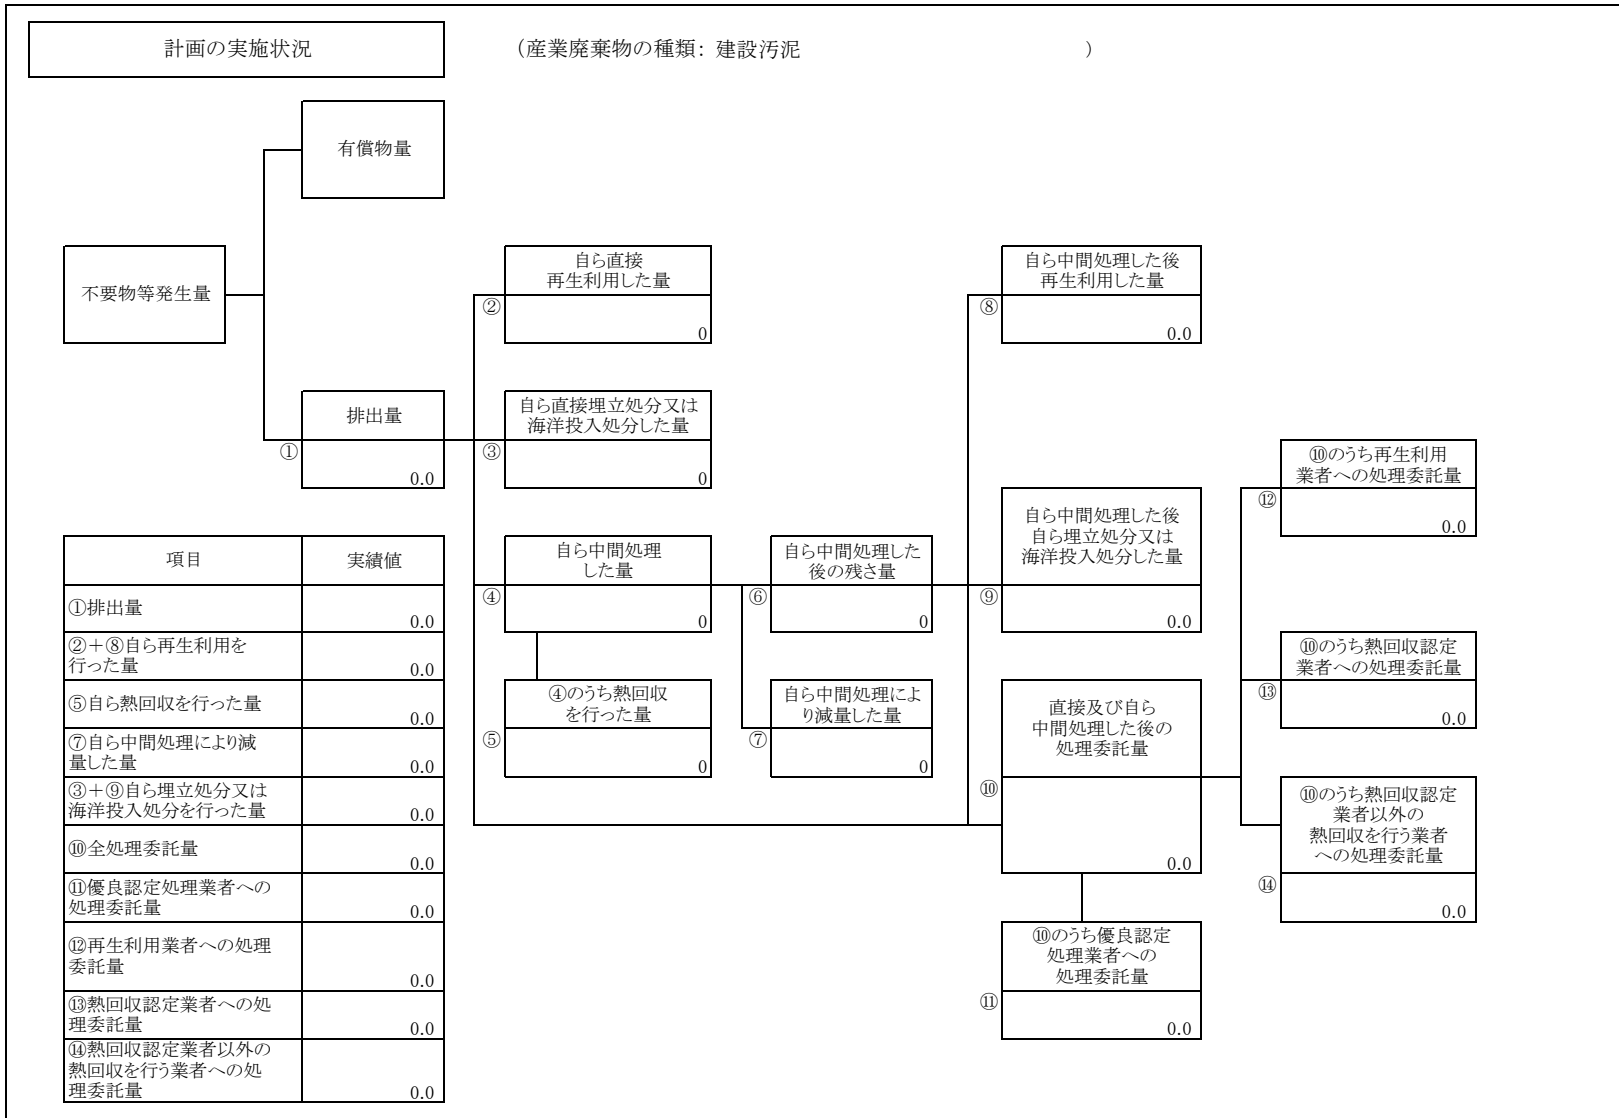 計画の実施状況
（産業廃棄物の種類：建設汚泥　）
有償物量
不要物等発生量
排出量
①
0.0
自ら直接
再生利用した量
②
0
自ら直接埋立処分又は
海洋投入処分した量
③
0
自ら中間処理
した量
④
0
④のうち熱回収
を行った量
⑤
0
自ら中間処理した
後の残さ量
⑥
0
自ら中間処理によ
り減量した量
⑦
0
自ら中間処理した後
再生利用した量
⑧
0.0
自ら中間処理した後
自ら埋立処分又は
海洋投入処分した量
⑨
0.0
直接及び自ら
中間処理した後の
処理委託量
⑩
0.0
⑩のうち優良認定
処理業者への
処理委託量
⑪
0.0
⑩のうち再生利用
業者への処理委託量
⑫
0.0
⑩のうち熱回収認定
業者への処理委託量
⑬
0.0
⑩のうち熱回収認定
業者以外の
熱回収を行う業者
への処理委託量
⑭
0.0
項目　実績値
①排出量
0.0
②＋⑧自ら再生利用を
行った量
0.0
⑤自ら熱回収を行った量
0.0
⑦自ら中間処理により減
量した量
0.0
③＋⑨自ら埋立処分又は
海洋投入処分を行った量
0.0
⑩全処理委託量
0.0
⑪優良認定処理業者への
処理委託量
0.0
⑫再生利用業者への処理
委託量
0.0
⑬熱回収認定業者への処
理委託量
0.0
⑭熱回収認定業者以外の
熱回収を行う業者への処
理委託量
0.0